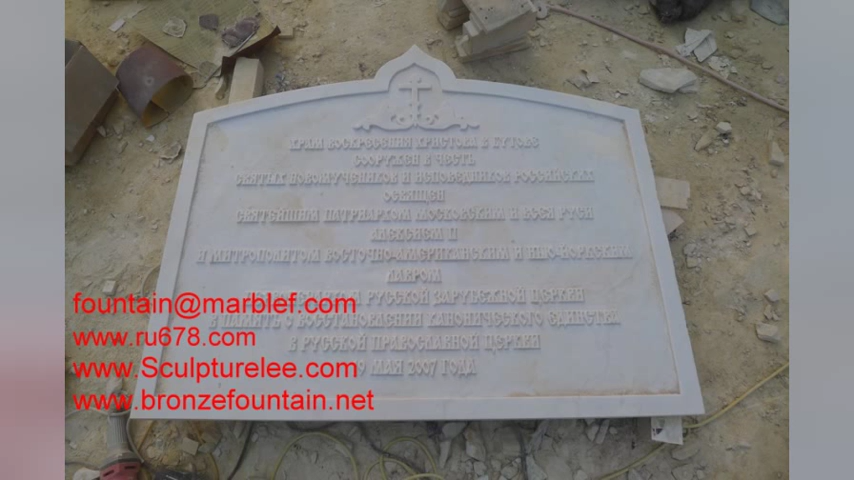 ХРАМ ВОСКРЕСЕНИЯ ХРИСТОВА В БУТОВЕ
СООРУЖЕН В ЧЕСТЬ
СВЯТЫХ НОВОМУЧЕНИКОВ И ИСПОВЕДНИКОВ РОССИЙСКИХ
ОСВЯЩЕН
СВЯТЕЙШИМ ПАТРИАРХОМ МОСКОВСКИМ И ВСЕЯ РУСИ
АЛЕКСИЕМ II
И МИТРОПОЛИТОМ ВОСТОЧНО-АМЕРИКАНСКИМ И НЬЮ-ЙОРКСКИМ
ЛАВРОМ
РУССКОЙ ЗАРУБЕЖНОЙ ЦЕРКВИ
В ПАМЯТЬ О ВОССТАНОВЛЕНИИ КАНОНИЧЕСКОГО ЕДИНСТВА
В РУССКОЙ ПРАВОСЛАВНОЙ ЦЕРКВИ
19 МАЯ 2007 ГОДА
fountain@marblef.com
www.ru678.com
www.Sculpturelee.com
www.bronzefountain.net